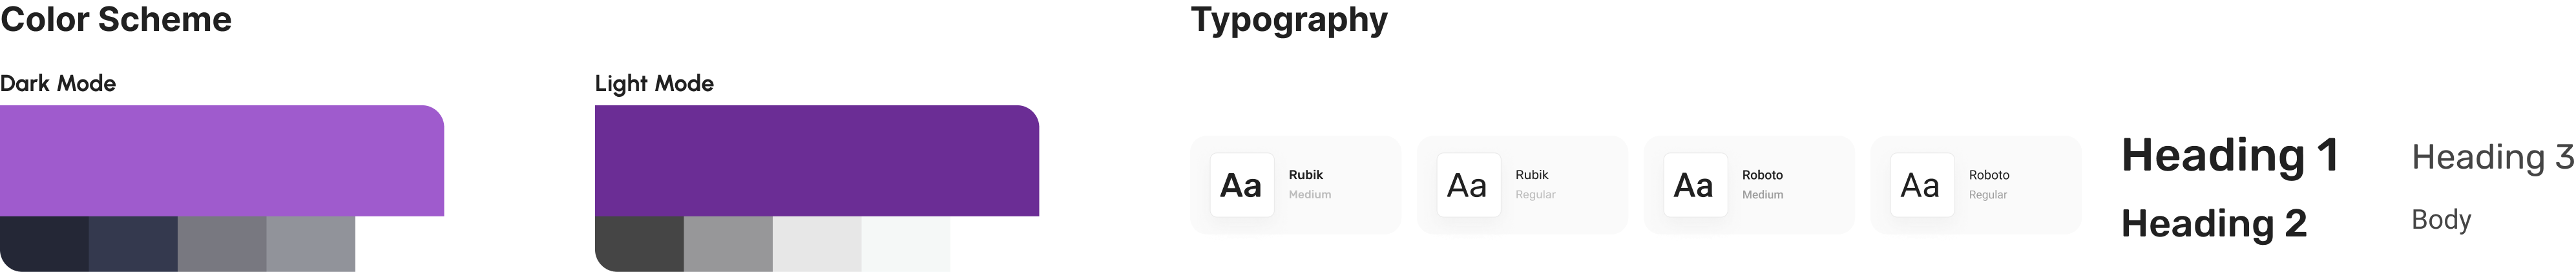 Color Scheme
Dark Mode
Light Mode
Typography
Aa
Rubik
Medium
Aa
Rubik
Regular
Aa
Roboto
Medium
Aa
Roboto
Regular
Heading 1
Heading 2
Heading 3
Body